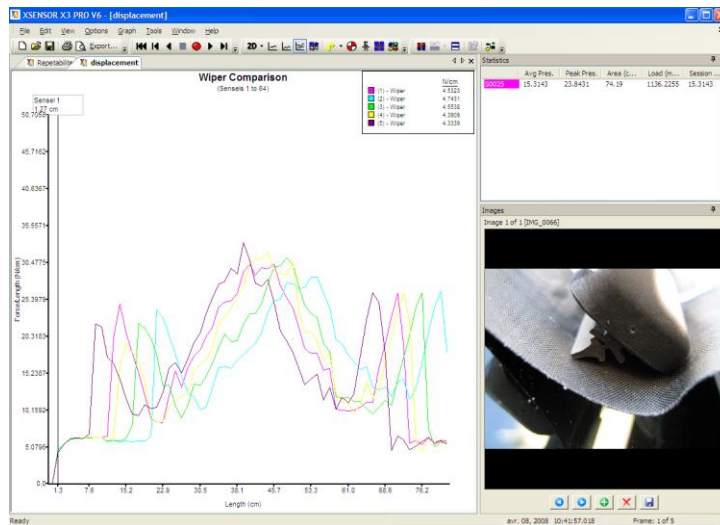 XSENSOR X3 PRO V6 - [displacement]
File Edit View Options Graph Tools Window Help
Export... 2D
Repetabilite displacement
Wiper Comparison
(Sensels 1 to 64)
Sensel 1
1.27 cm
N/cm
(1) - Wiper 4.5323
(2) - Wiper 4.7431
(3) - Wiper 4.5538
(4) - Wiper 4.3909
(5) - Wiper 4.3339
Force/Length (N/cm)
50.7058
45.7162
40.6367
35.5571
30.4775
25.3979
20.3183
15.2387
10.1592
5.0796
0.0
1.3 7.6 15.2 22.9 30.5 38.1 45.7 53.3 61.0 68.6 76.2
Length (cm)
Statistics
Avg Pres. Peak Pres. Area (c... Load (m... Session ...
S0025 15.3143 23.8431 74.19 1136.2255 15.3143
Images
Image 1 of 1 [IMG_0066]
Ready
avr. 08, 2008 10:41:57.018 Frame: 1 of 5